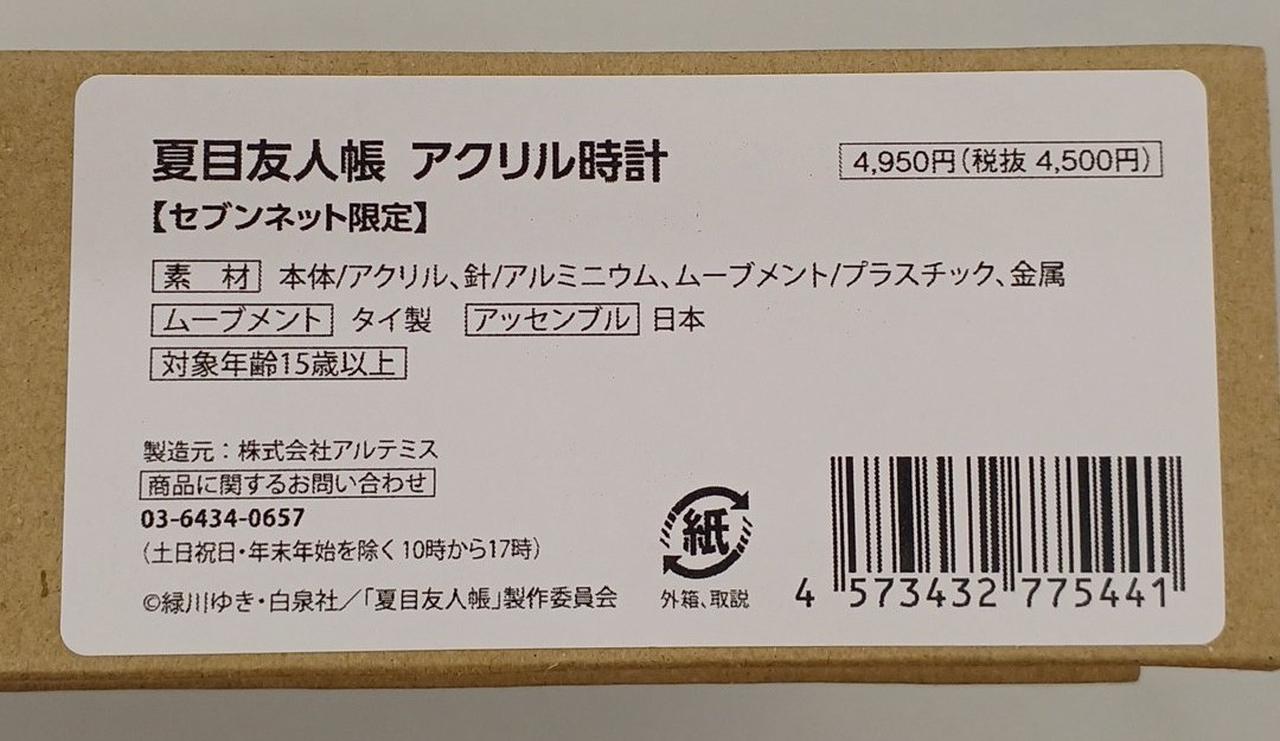 夏目友人帳 アクリル時計
4,950円(税抜 4,500円)
【セブンネット限定】
素 材 本体/アクリル、針/アルミニウム、ムーブメント/プラスチック、金属
ムーブメント タイ製 アッセンブル 日本
対象年齢15歳以上
製造元：株式会社アルテミス
商品に関するお問い合わせ
03-6434-0657
(土日祝日・年末年始を除く10時から17時)
©緑川ゆき・白泉社／「夏目友人帳」製作委員会
紙
外箱、取説
4 573432 775441